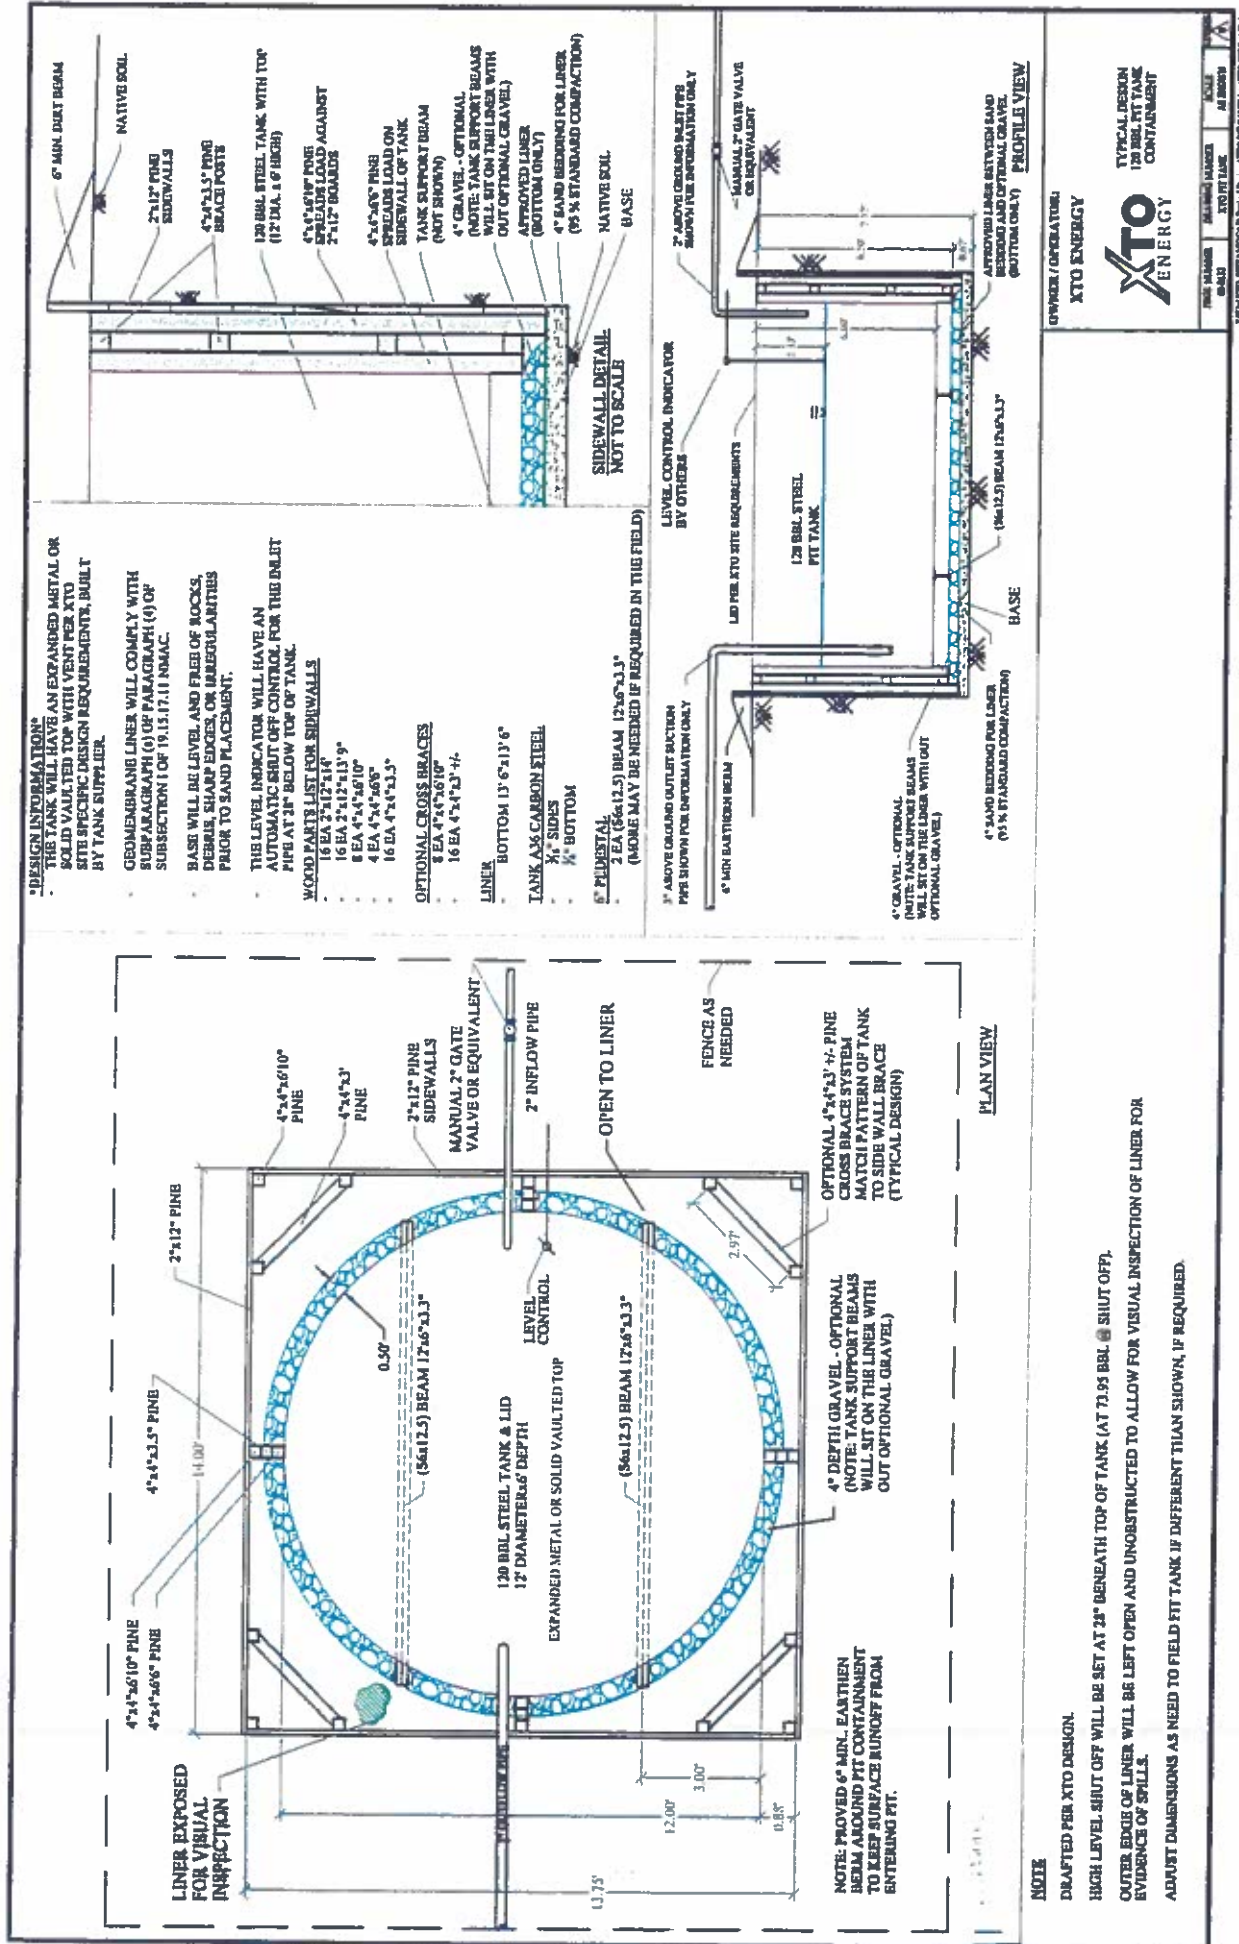 *DESIGN INFORMATION*
- THE TANK WILL HAVE AN EXPANDED METAL OR
SOLID VAULTED TOP WITH VENT PER XTO
SITE SPECIFIC DESIGN REQUIREMENTS, BUILT
BY TANK SUPPLIER.
- GEOMEMBRANE LINER WILL COMPLY WITH
SUBPARAGRAPH (6) OF PARAGRAPH (4) OF
SUBSECTION I OF 19.15.17.11 NMAC.
- BASE WILL BE LEVEL AND FREE OF ROCKS,
DEBRIS, SHARP EDGES, OR IRREGULARITIES
PRIOR TO SAND PLACEMENT.
- THE LEVEL INDICATOR WILL HAVE AN
AUTOMATIC SHUT OFF CONTROL FOR THE INLET
PIPE AT 28" BELOW TOP OF TANK.
WOOD PARTS LIST FOR SIDEWALLS
- 16 EA 2"x12"x14'
- 16 EA 2"x12"x13'9"
- 8 EA 4"x4"x6'10"
- 4 EA 4"x4"x6'6"
- 16 EA 4"x4"x3.5"
OPTIONAL CROSS BRACES
- 8 EA 4"x4"x6'10"
- 16 EA 4"x4"x3' +/-
LINER
- BOTTOM 13' 6"x13' 6"
TANK A36 CARBON STEEL
- SIDES
- BOTTOM
6" PEDESTAL
- 2 EA (S6x12.5) BEAM 12'x6"x3.3"
(MORE MAY BE NEEDED IF REQUIRED IN THE FIELD)
6" MIN. DIRT BERM
NATIVE SOIL
2"x12" PINE
SIDEWALLS
4"x4"x3.5" PINE
BRACE POSTS
120 BBL STEEL TANK WITH TOP
(12' DIA. x 6' HIGH)
4"x4"x6'10" PINE
SPREADS LOAD AGAINST
2"x12" BOARDS
4"x4"x6'6" PINE
SPREADS LOAD ON
SIDEWALL OF TANK
TANK SUPPORT BEAM
(NOT SHOWN)
4" GRAVEL - OPTIONAL
(NOTE: TANK SUPPORT BEAMS
WILL SIT ON THE LINER WITH
OUT OPTIONAL GRAVEL)
APPROVED LINER
(BOTTOM ONLY)
4" SAND BEDDING FOR LINER
(95 % STANDARD COMPACTION)
NATIVE SOIL
BASE
SIDEWALL DETAIL
NOT TO SCALE
LINER EXPOSED
FOR VISUAL
INSPECTION
4"x4"x6'10" PINE
4"x4"x6'6" PINE
4"x4"x3.5" PINE
2"x12" PINE
4"x4"x6'10"
PINE
4"x4"x3'
PINE
2"x12" PINE
SIDEWALLS
MANUAL 2" GATE
VALVE OR EQUIVALENT
2" INFLOW PIPE
OPEN TO LINER
FENCE AS
NEEDED
14.00'
0.50'
(S6x12.5) BEAM 12'x6"x3.3"
LEVEL
CONTROL
120 BBL STEEL TANK & LID
12' DIAMETERx6' DEPTH
EXPANDED METAL OR SOLID VAULTED TOP
(S6x12.5) BEAM 12'x6"x3.3"
2.97'
13.75'
12.00'
3.00'
0.88'
NOTE: PROVED 6" MIN. EARTHEN
BERM AROUND PIT CONTAINMENT
TO KEEP SURFACE RUNOFF FROM
ENTERING PIT.
4" DEPTH GRAVEL - OPTIONAL
(NOTE: TANK SUPPORT BEAMS
WILL SIT ON THE LINER WITH
OUT OPTIONAL GRAVEL)
OPTIONAL 4"x4"x3' +/- PINE
CROSS BRACE SYSTEM
MATCH PATTERN OF TANK
TO SIDE WALL BRACE
(TYPICAL DESIGN)
PLAN VIEW
3" ABOVE GROUND OUTLET SUCTION
PIPE SHOWN FOR INFORMATION ONLY
6" MIN EARTHEN BERM
LEVEL CONTROL INDICATOR
BY OTHERS
2" ABOVE GROUND INLET PIPE
SHOWN FOR INFORMATION ONLY
MANUAL 2" GATE VALVE
OR EQUIVALENT
LID PER XTO SITE REQUIREMENTS
120 BBL STEEL
PIT TANK
4" GRAVEL - OPTIONAL
(NOTE: TANK SUPPORT BEAMS
WILL SIT ON THE LINER WITH OUT
OPTIONAL GRAVEL)
4" SAND BEDDING FOR LINER
(95 % STANDARD COMPACTION)
BASE
(S6x12.5) BEAM 12'x6"x3.3"
APPROVED LINER BETWEEN SAND
BEDDING AND OPTIONAL GRAVEL
(BOTTOM ONLY)
PROFILE VIEW
NOTE
DRAFTED PER XTO DESIGN.
HIGH LEVEL SHUT OFF WILL BE SET AT 28" BENEATH TOP OF TANK (AT 73.95 BBL @ SHUT OFF).
OUTER EDGE OF LINER WILL BE LEFT OPEN AND UNOBSTRUCTED TO ALLOW FOR VISUAL INSPECTION OF LINER FOR
EVIDENCE OF SPILLS.
ADJUST DIMENSIONS AS NEED TO FIELD FIT TANK IF DIFFERENT THAN SHOWN, IF REQUIRED.
OWNER / OPERATOR:
XTO ENERGY
XTO
ENERGY
TYPICAL DESIGN
120 BBL PIT TANK
CONTAINMENT
DRAWING NUMBER
XTO PIT TANK
SCALE
AS SHOWN